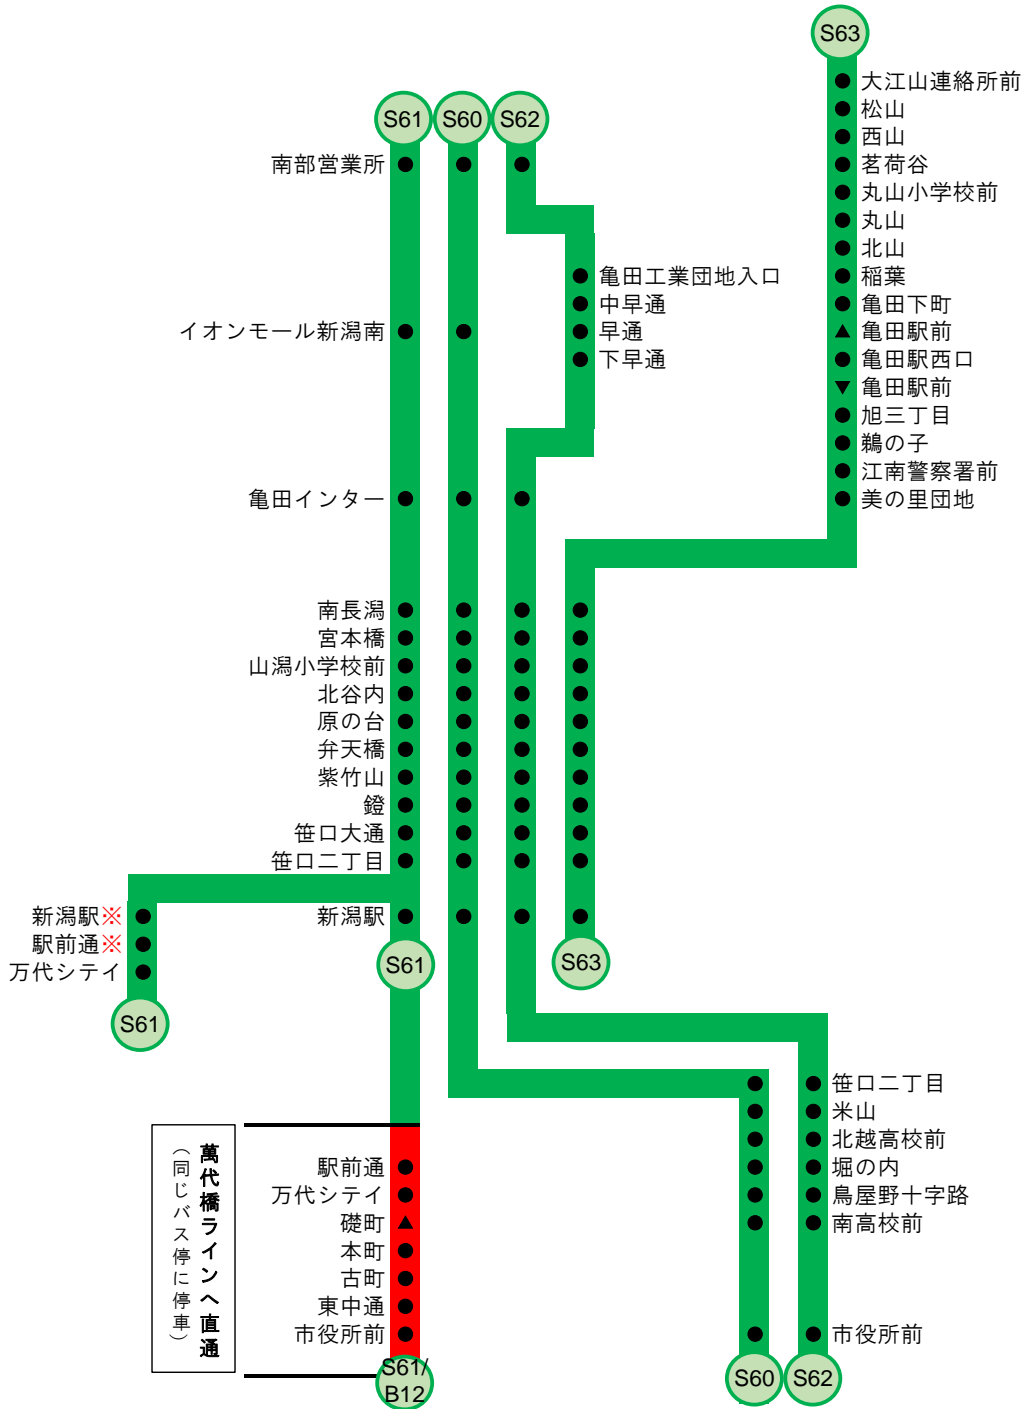 S63
大江山連絡所前
松山
西山
茗荷谷
丸山小学校前
丸山
北山
稲葉
亀田下町
亀田駅前
亀田駅西口
亀田駅前
旭三丁目
鵜の子
江南警察署前
美の里団地
S61 S60 S62
南部営業所
亀田工業団地入口
中早通
早通
下早通
イオンモール新潟南
亀田インター
南長潟
宮本橋
山潟小学校前
北谷内
原の台
弁天橋
紫竹山
鐙
笹口大通
笹口二丁目
新潟駅※
駅前通※
万代シテイ
S61
新潟駅
S61
S63
萬代橋ラインへ直通
（同じバス停に停車）
駅前通
万代シテイ
礎町
本町
古町
東中通
市役所前
S61/
B12
笹口二丁目
米山
北越高校前
堀の内
鳥屋野十字路
南高校前
市役所前
S60 S62